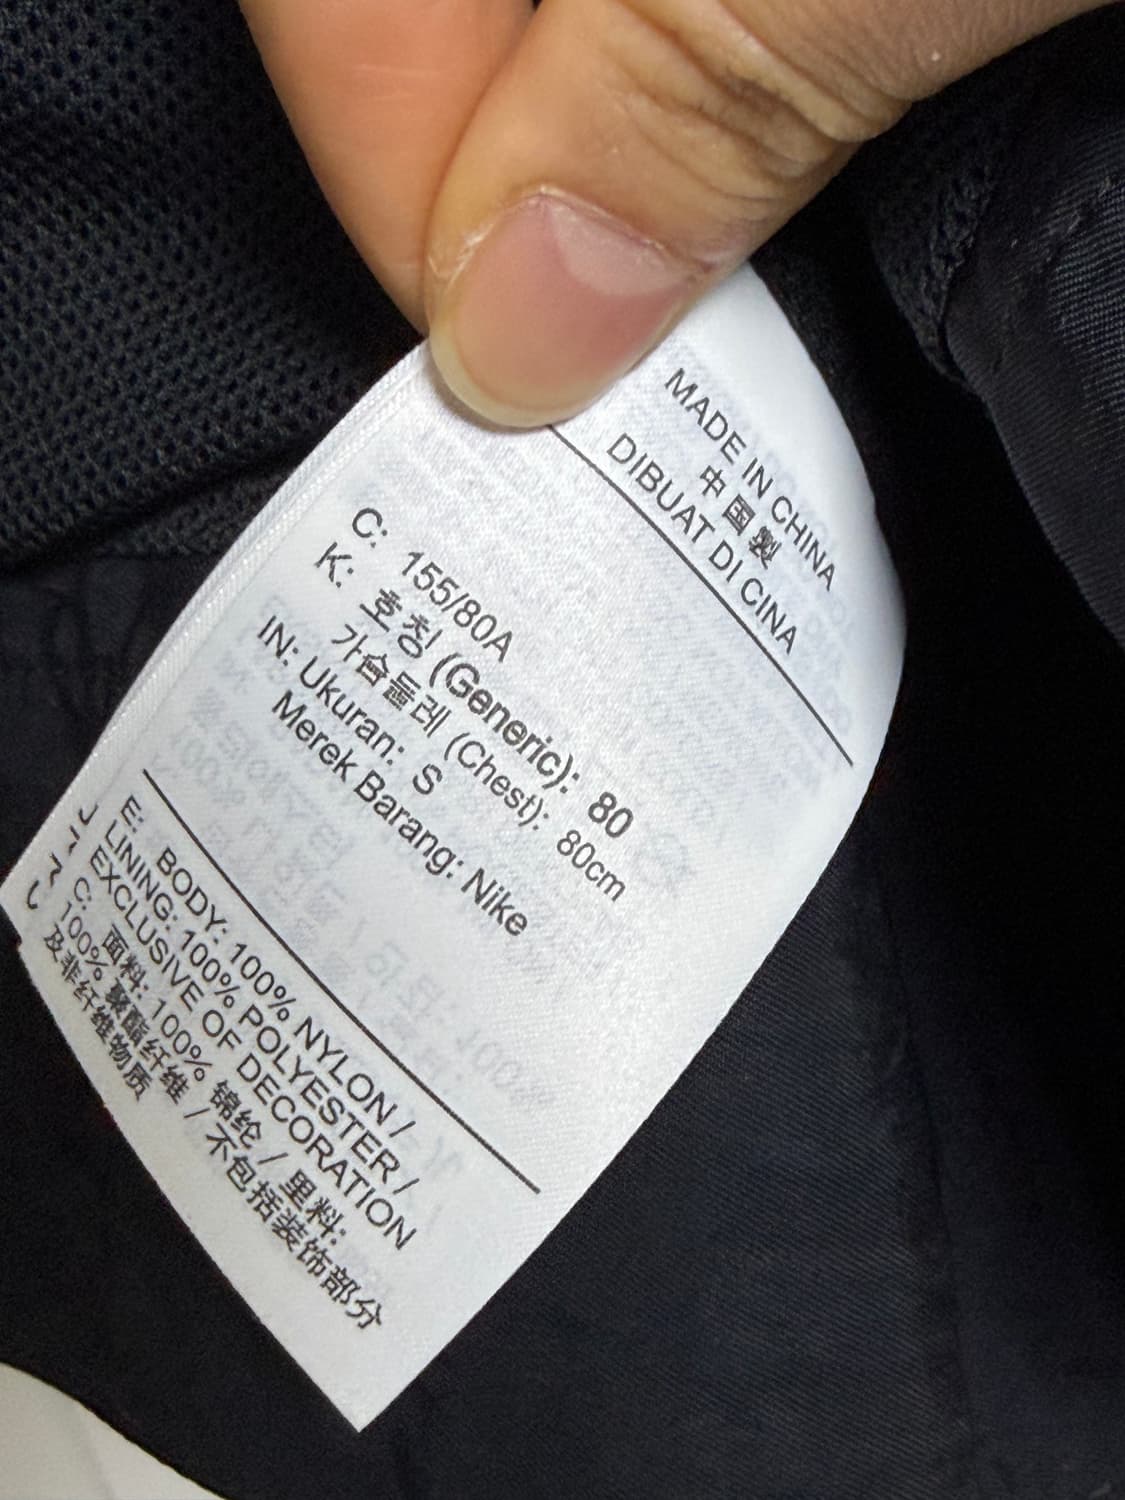 MADE IN CHINA
中国製
DIBUAT DI CINA
C: 155/80A
K: 호칭 (Generic): 80
가슴둘레 (Chest): 80cm
IN: Ukuran: S
Merek Barang: Nike
E: BODY: 100% NYLON /
LINING: 100% POLYESTER /
EXCLUSIVE OF DECORATION
C: 面料: 100% 锦纶 / 里料:
100% 聚酯纤维 / 不包括装饰部分
及非纤维物质